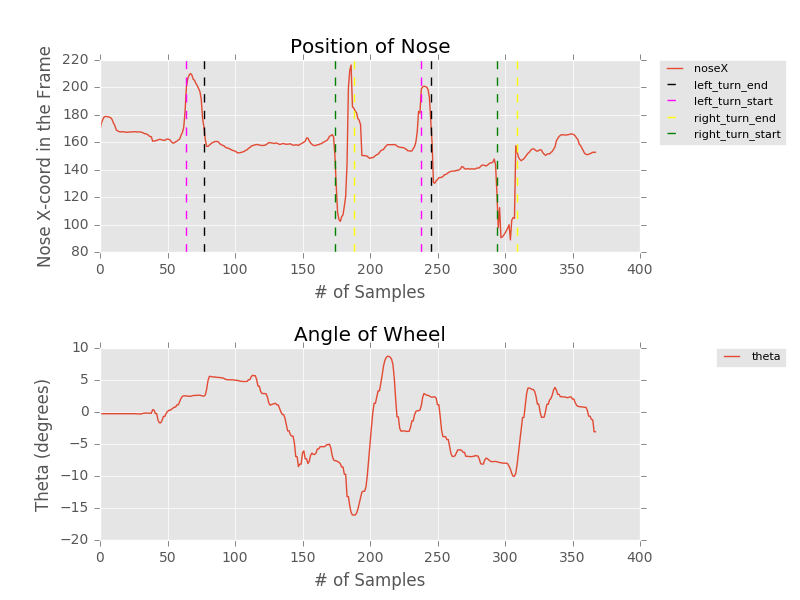 Position of Nose
220
200
180
160
140
120
100
80
Nose X-coord in the Frame
0 50 100 150 200 250 300 350 400
# of Samples
noseX
left_turn_end
left_turn_start
right_turn_end
right_turn_start
Angle of Wheel
10
5
0
−5
−10
−15
−20
Theta (degrees)
0 50 100 150 200 250 300 350 400
# of Samples
theta